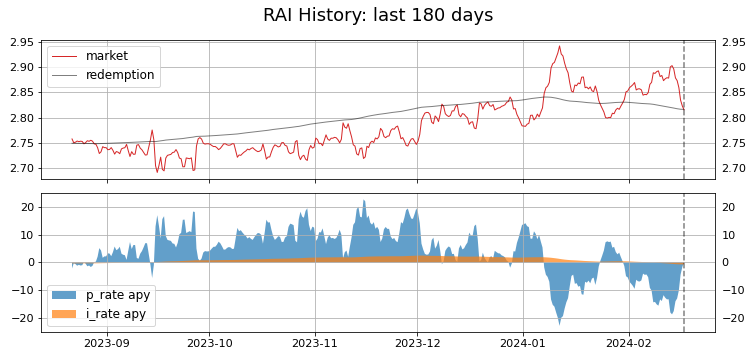 RAI History: last 180 days
2.95 2.95
market
2.90 2.90
redemption
2.85 2.85
2.80 2.80
2.75 2.75
2.70 2.70
20 20
10 10
0 0
−10 −10
p_rate apy
i_rate apy
−20 −20
2023-09 2023-10 2023-11 2023-12 2024-01 2024-02